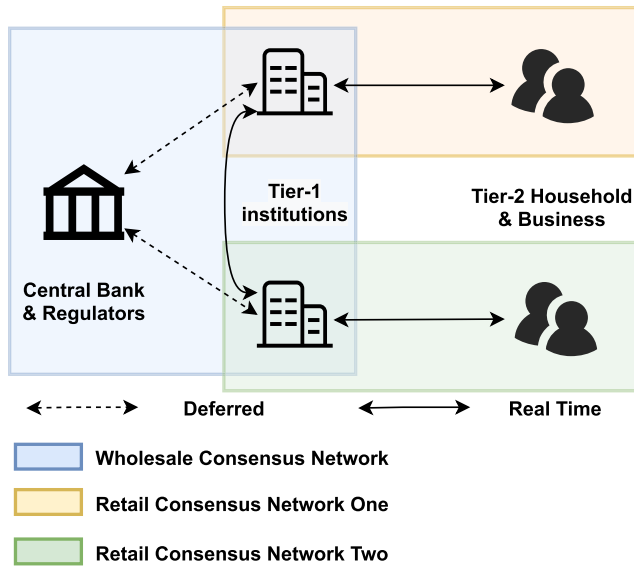 Tier-1
institutions
Tier-2 Household
& Business
Central Bank
& Regulators
Deferred
Real Time
Wholesale Consensus Network
Retail Consensus Network One
Retail Consensus Network Two